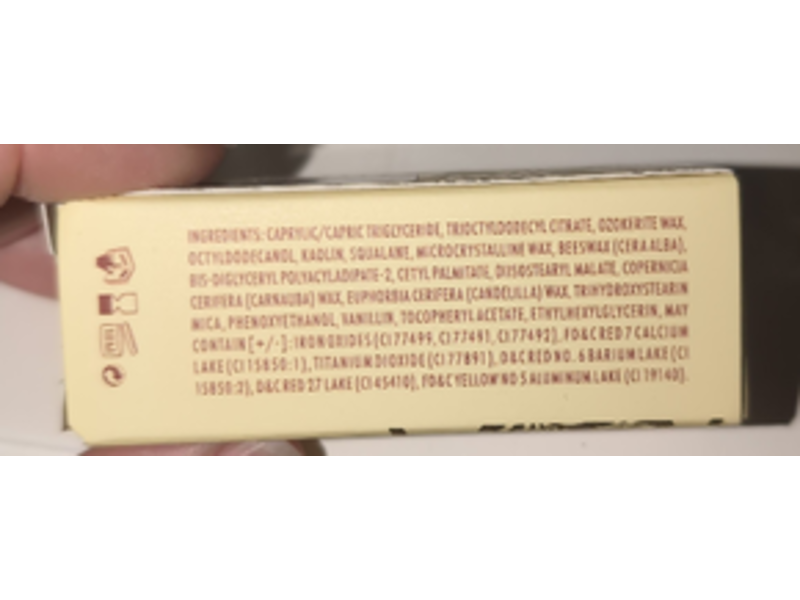 INGREDIENTS: CAPRYLIC/CAPRIC TRIGLYCERIDE, TRIOCTYLDODECYL CITRATE, OZOKERITE WAX,
OCTYLDODECANOL, KAOLIN, SQUALANE, MICROCRYSTALLINE WAX, BEESWAX (CERA ALBA),
BIS-DIGLYCERYL POLYACYLADIPATE-2, CETYL PALMITATE, DIISOSTEARYL MALATE, COPERNICIA
CERIFERA (CARNAUBA) WAX, EUPHORBIA CERIFERA (CANDELILLA) WAX, TRIHYDROXYSTEARIN
MICA, PHENOXYETHANOL, VANILLIN, TOCOPHERYL ACETATE, ETHYLHEXYLGLYCERIN, MAY
CONTAIN [+/-]: IRON OXIDES (CI 77499, CI 77491, CI 77492), FD&C RED 7 CALCIUM
LAKE (CI 15850:1), TITANIUM DIOXIDE (CI 77891), D&C RED NO. 6 BARIUM LAKE (CI
15850:2), D&C RED 27 LAKE (CI 45410), FD&C YELLOW NO 5 ALUMINUM LAKE (CI 19140).